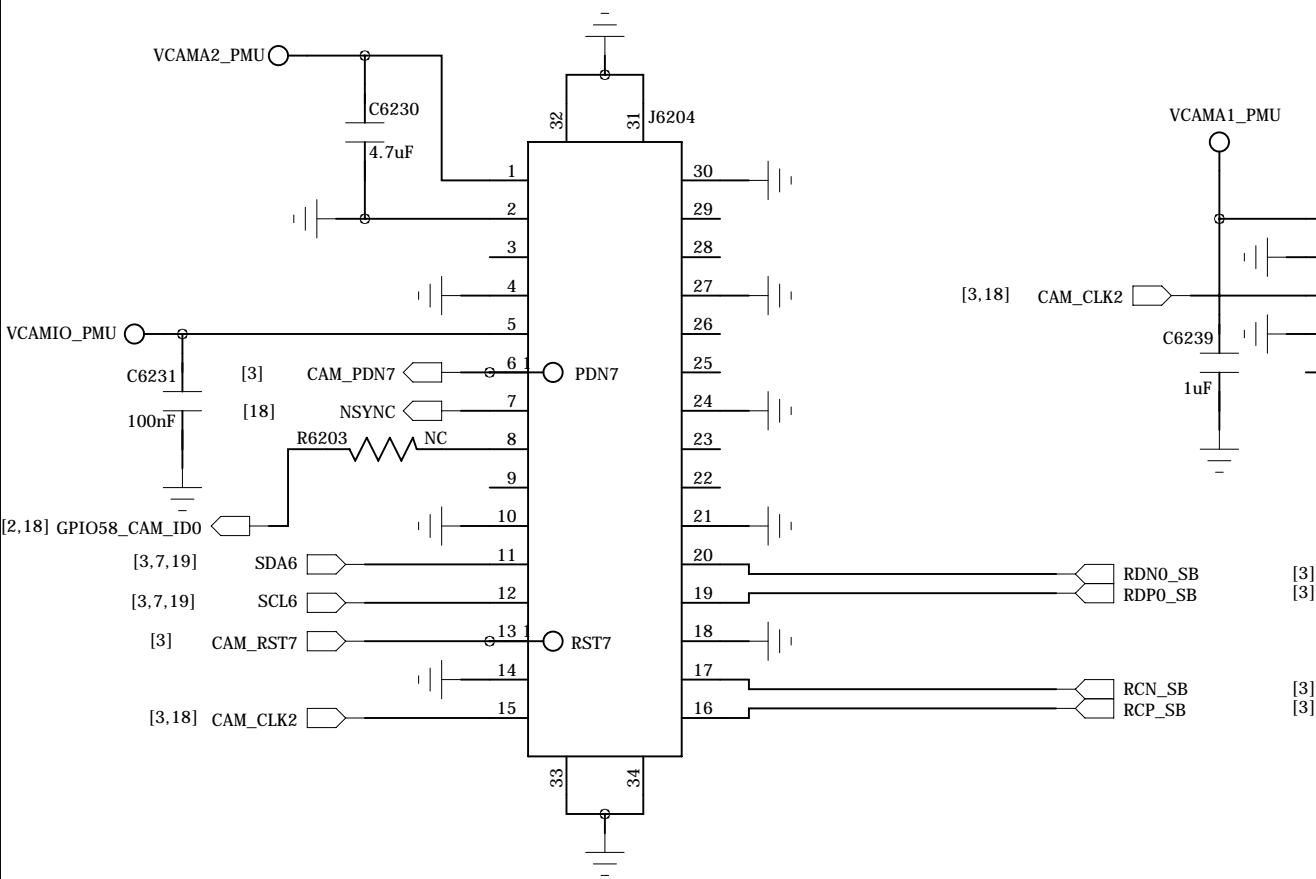 VCAMA2_PMU
C6230
4.7uF
32
31
J6204
VCAMA1_PMU
1
30
2
29
3
28
4
27
[3,18] CAM_CLK2
VCAMIO_PMU
5
26
C6239
1uF
C6231
100nF
[3] CAM_PDN7
6 1
PDN7
25
[18] NSYNC
7
24
R6203 NC
8
23
9
22
[2,18] GPIO58_CAM_ID0
10
21
[3,7,19] SDA6
11
20
RDN0_SB [3]
[3,7,19] SCL6
12
19
RDP0_SB [3]
[3] CAM_RST7
13 1
RST7
18
14
17
RCN_SB [3]
[3,18] CAM_CLK2
15
16
RCP_SB [3]
33
34